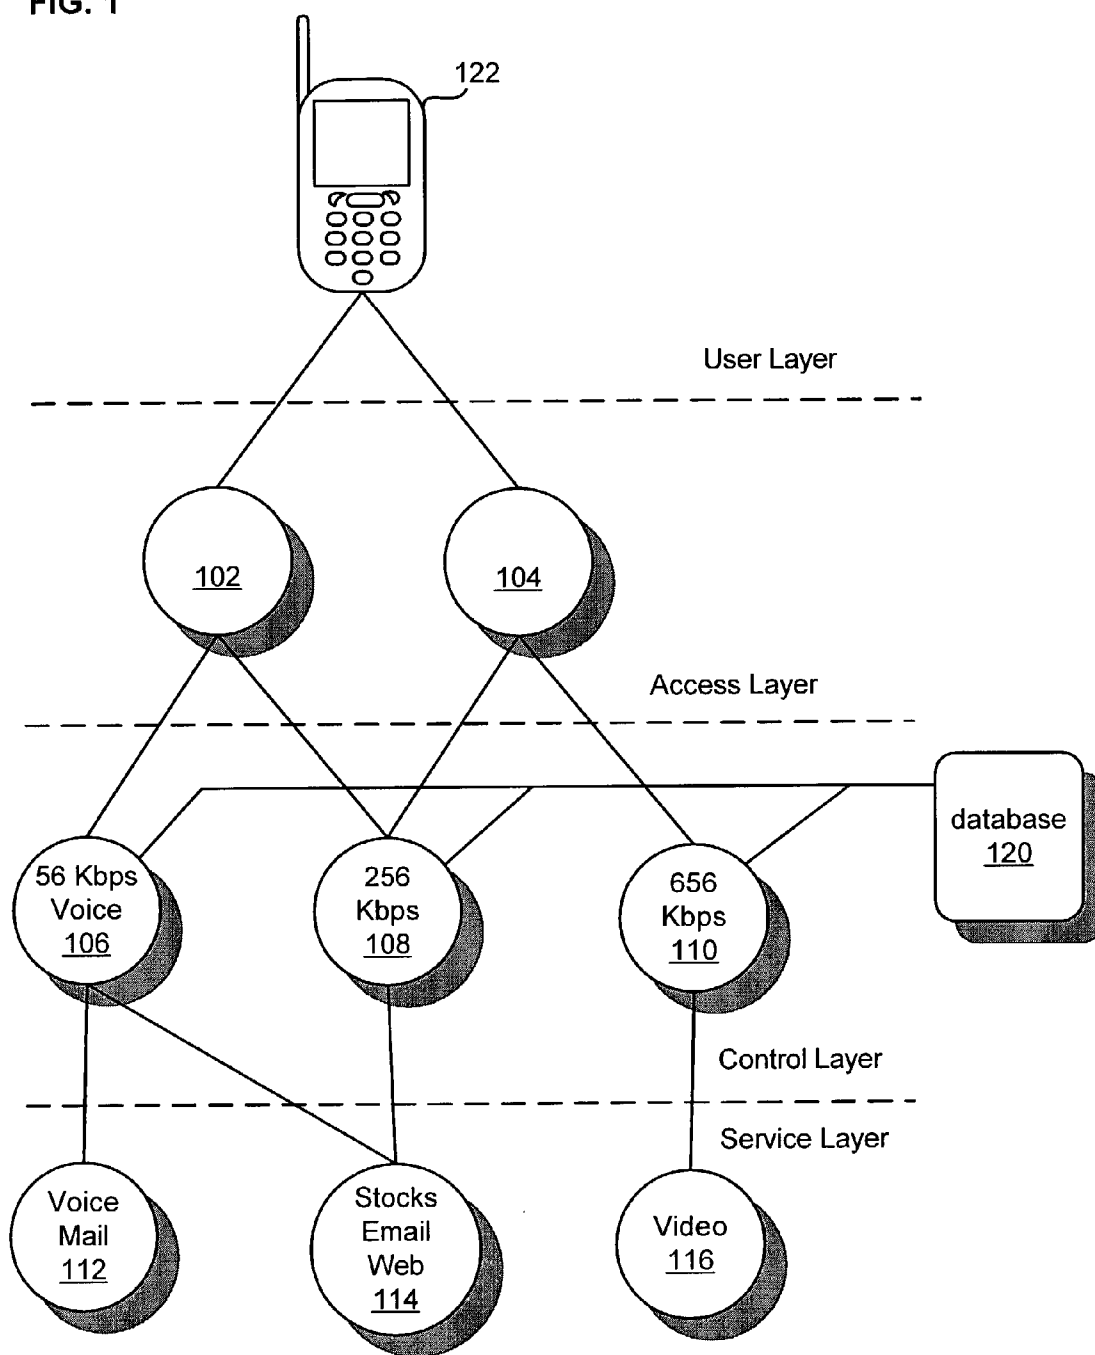 FIG. 1
122
User Layer
102
104
Access Layer
database
120
56 Kbps
Voice
106
256
Kbps
108
656
Kbps
110
Control Layer
Service Layer
Voice
Mail
112
Stocks
Email
Web
114
Video
116